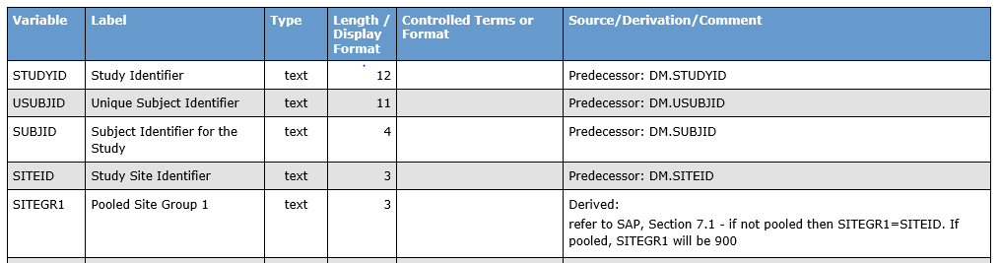 Variable Label Type Length / Display Format Controlled Terms or Format Source/Derivation/Comment
STUDYID Study Identifier text 12 Predecessor: DM.STUDYID
USUBJID Unique Subject Identifier text 11 Predecessor: DM.USUBJID
SUBJID Subject Identifier for the Study text 4 Predecessor: DM.SUBJID
SITEID Study Site Identifier text 3 Predecessor: DM.SITEID
SITEGR1 Pooled Site Group 1 text 3 Derived:
refer to SAP, Section 7.1 - if not pooled then SITEGR1=SITEID. If
pooled, SITEGR1 will be 900